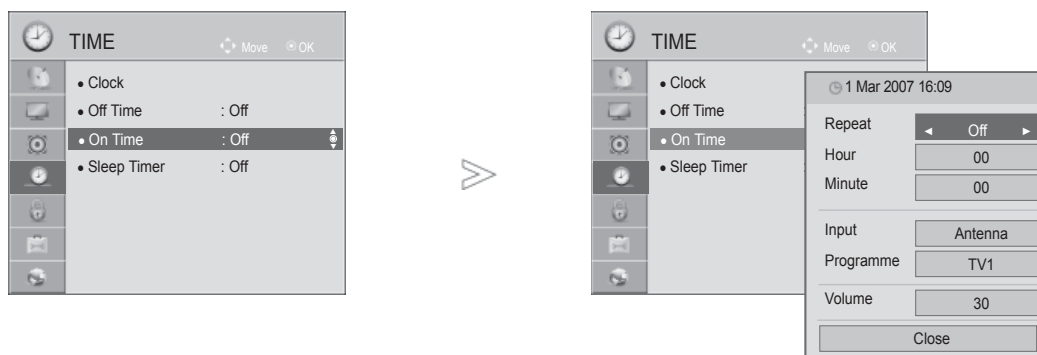 TIME Move OK
• Clock
• Off Time : Off
• On Time : Off
• Sleep Timer : Off
TIME Move OK
• Clock
• Off Time
• On Time
• Sleep Timer
1 Mar 2007 16:09
Repeat ◄ Off ►
Hour 00
Minute 00
Input Antenna
Programme TV1
Volume 30
Close